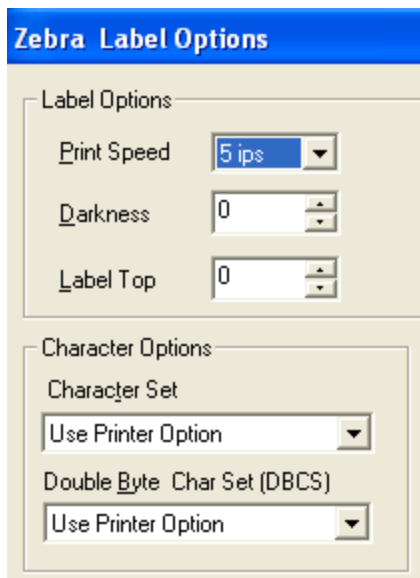 Zebra Label Options
Label Options
Print Speed 5 ips
Darkness 0
Label Top 0
Character Options
Character Set
Use Printer Option
Double Byte Char Set (DBCS)
Use Printer Option